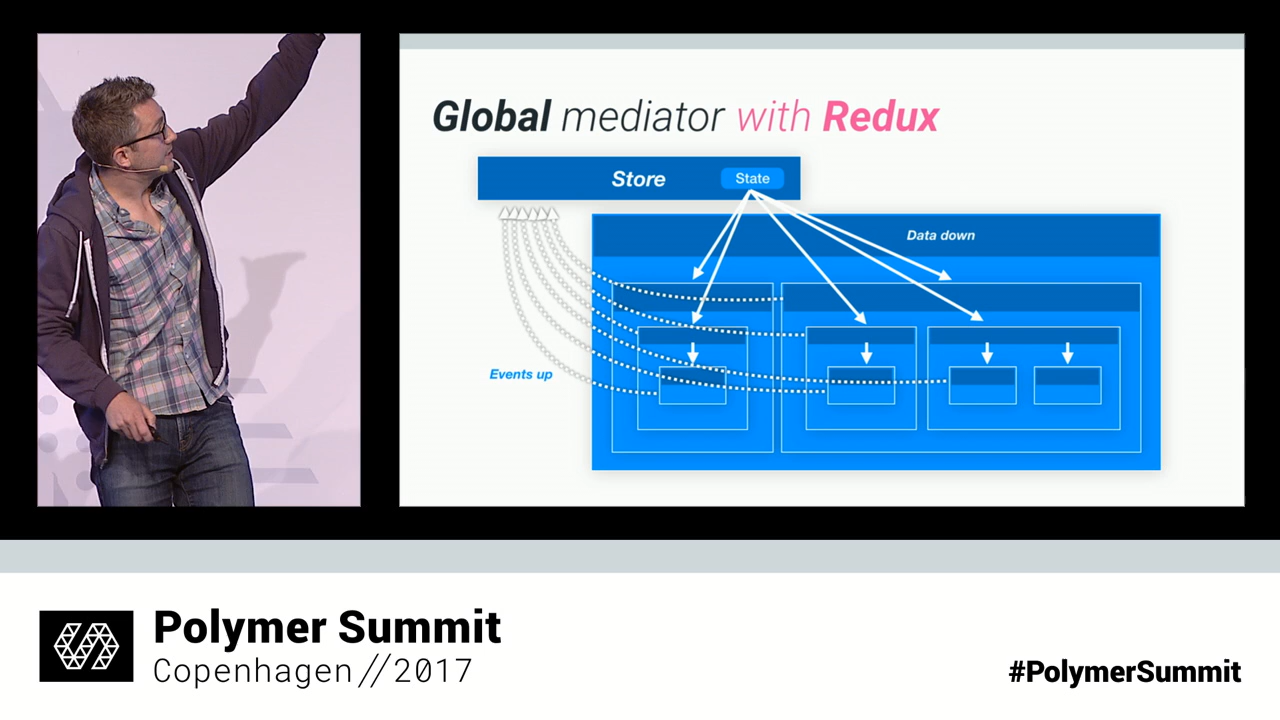 Global mediator with Redux
Store
State
Data down
Events up
Polymer Summit
Copenhagen//2017
#PolymerSummit